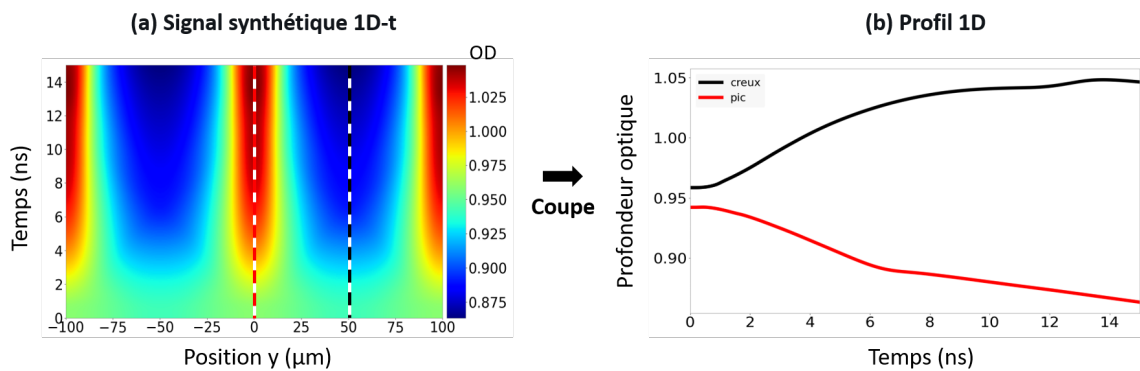 (a) Signal synthétique 1D-t
OD
14
12
10
8
6
4
2
0
Temps (ns)
−100 −75 −50 −25 0 25 50 75 100
Position y (µm)
1.025
1.000
0.975
0.950
0.925
0.900
0.875
Coupe
(b) Profil 1D
creux
pic
1.05
1.00
0.95
0.90
Profondeur optique
0 2 4 6 8 10 12 14
Temps (ns)